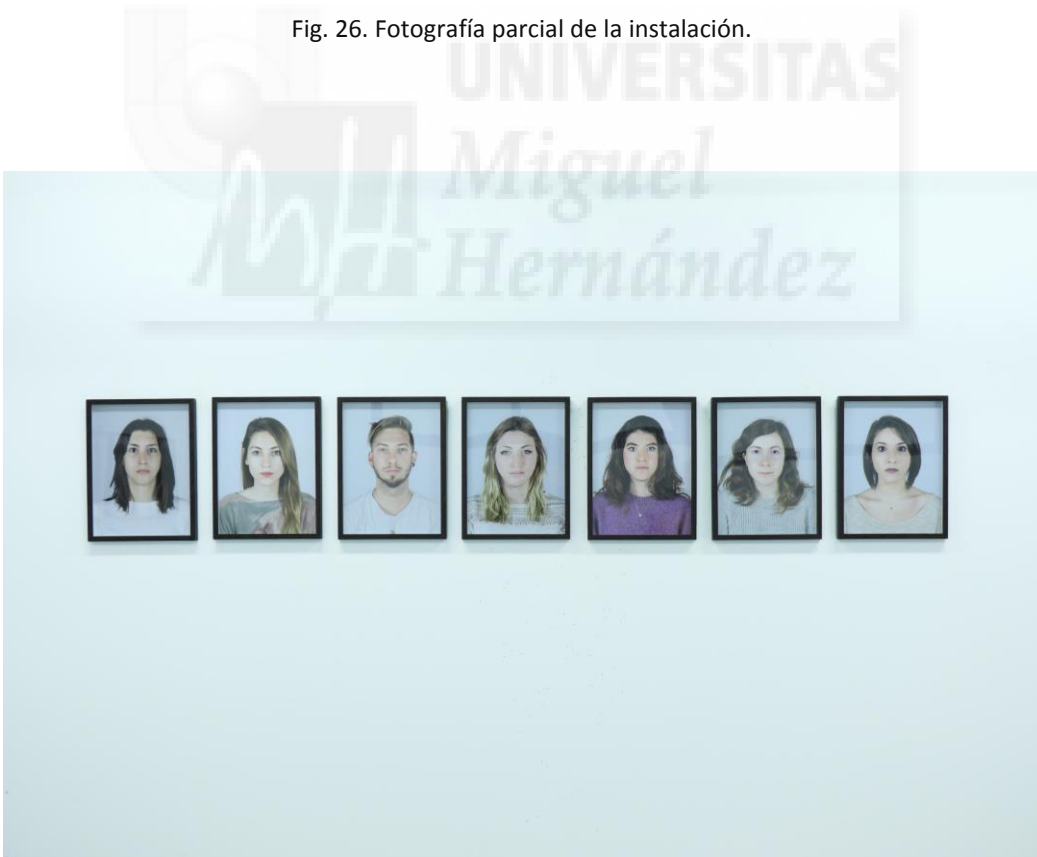 Fig. 26. Fotografía parcial de la instalación.
UNIVERSITAS
Miguel
Hernández